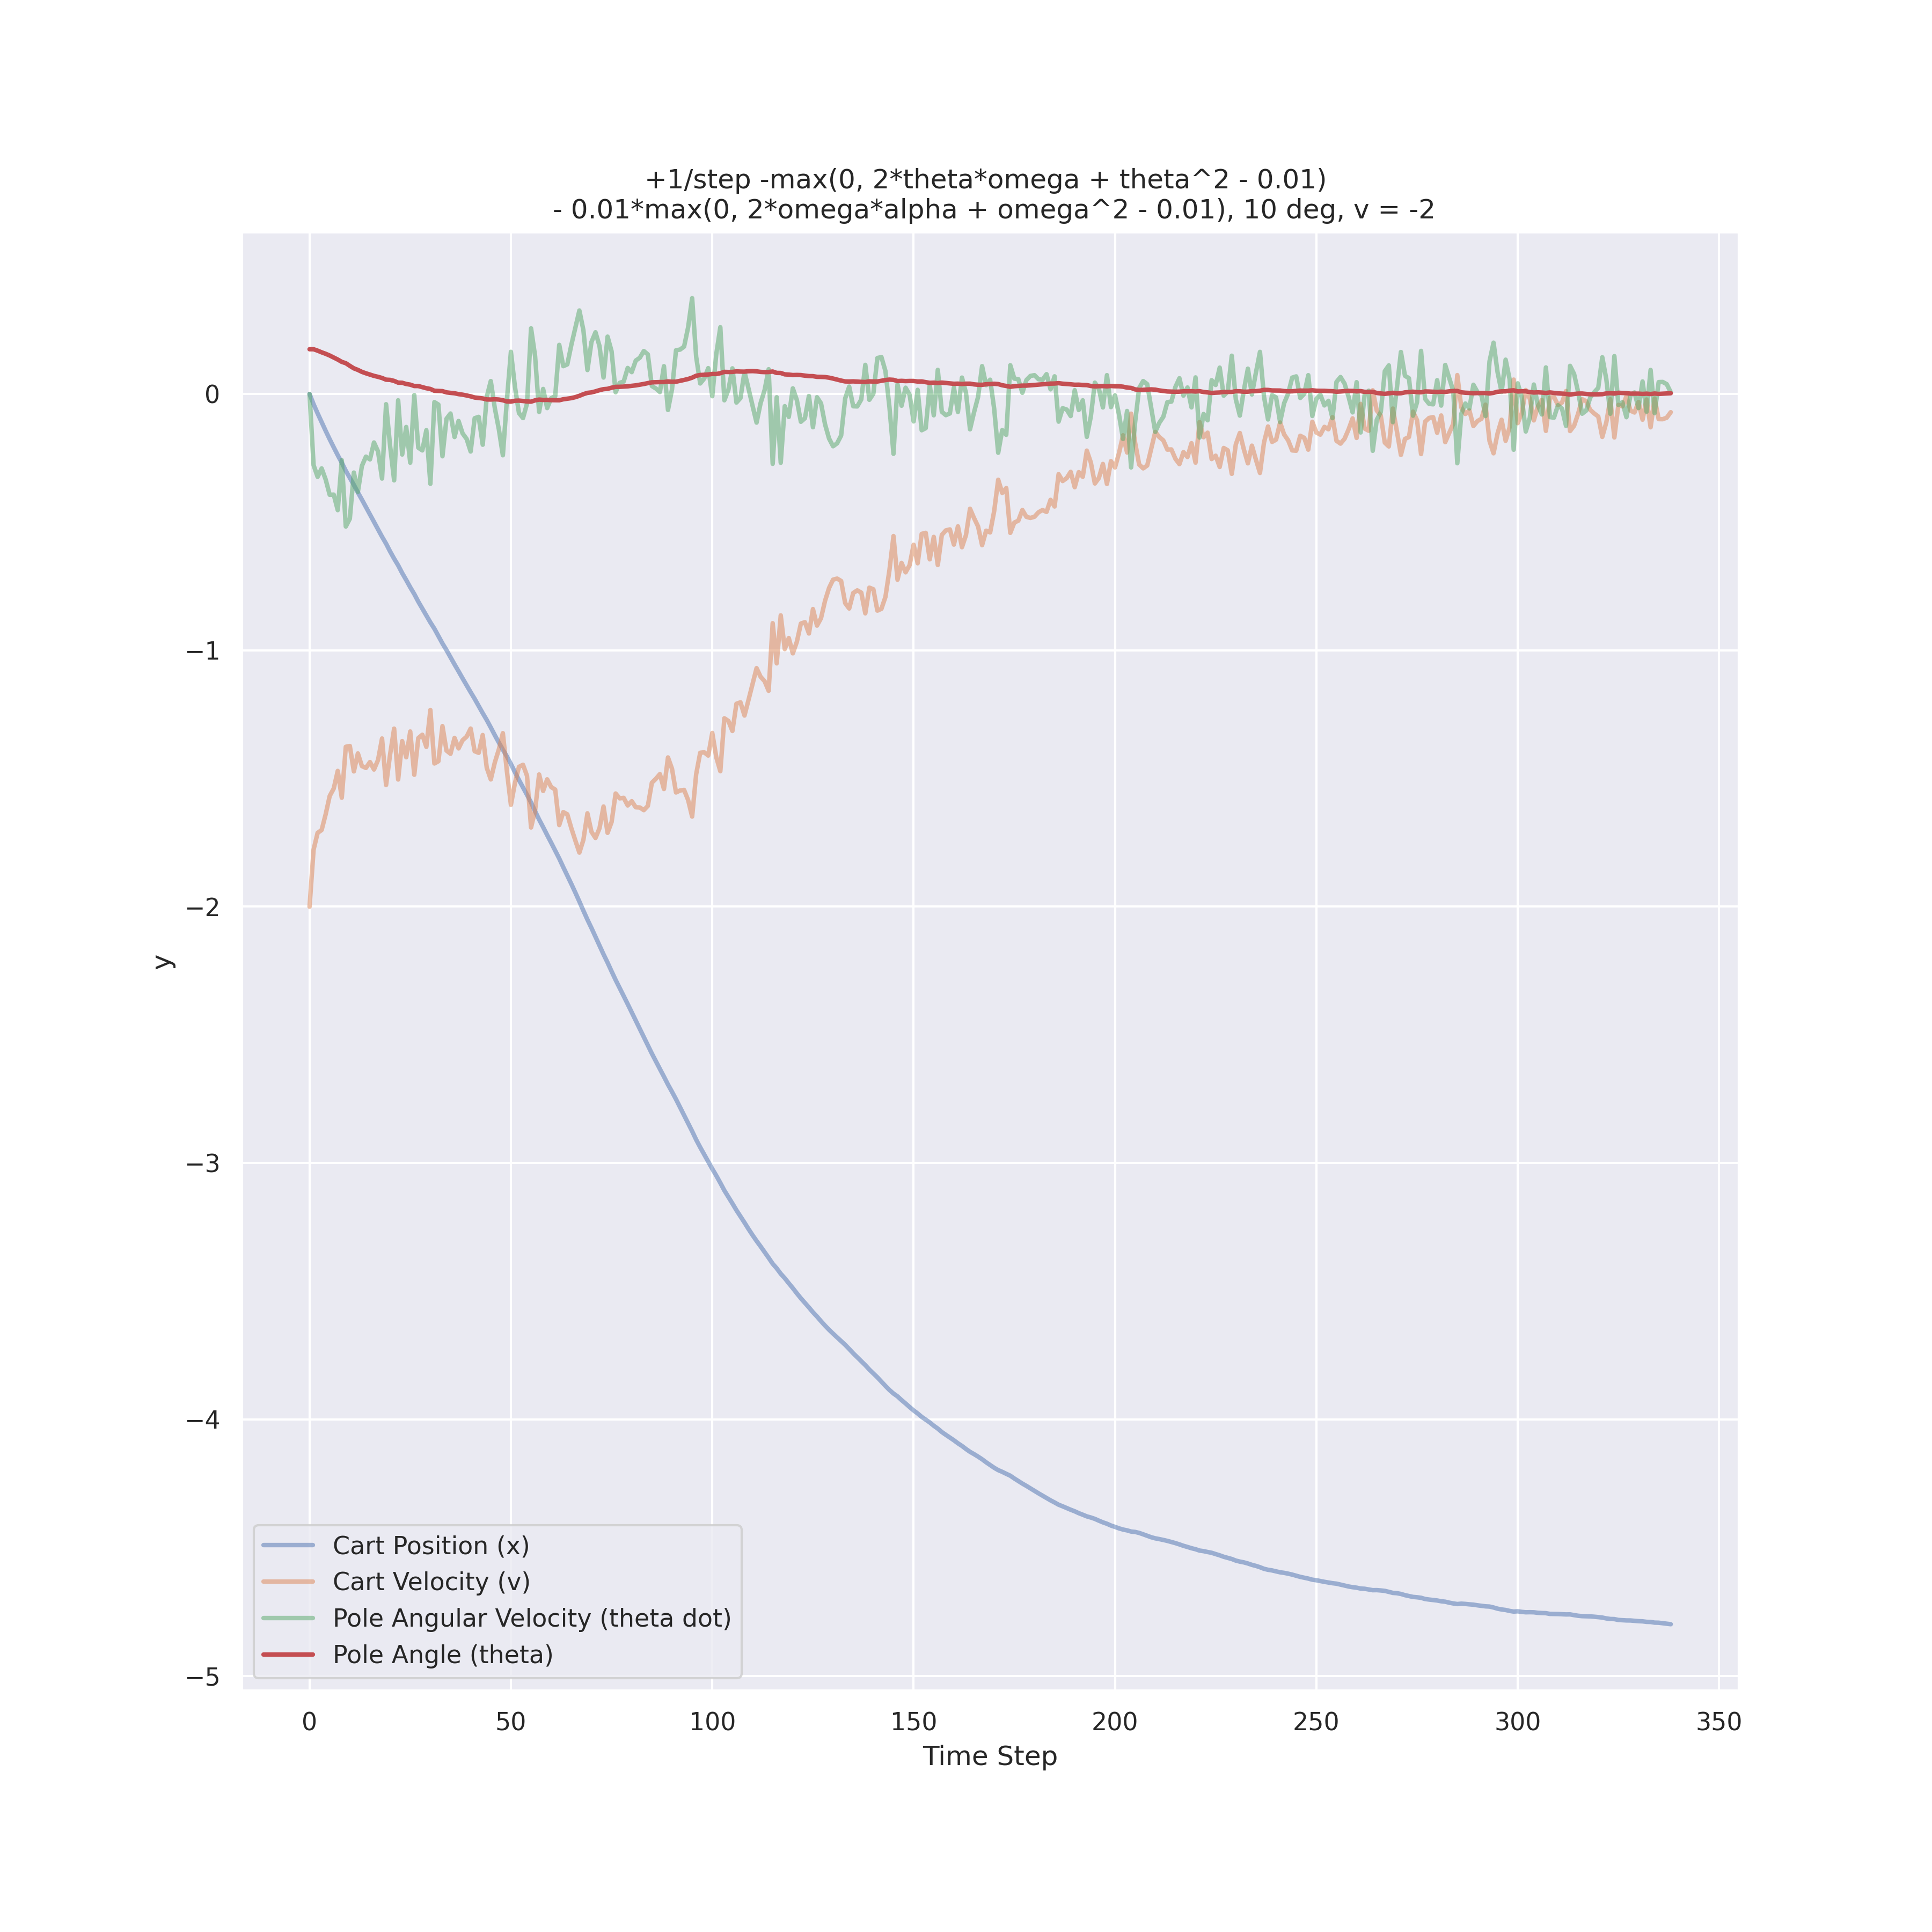 +1/step -max(0, 2*theta*omega + theta^2 - 0.01)
- 0.01*max(0, 2*omega*alpha + omega^2 - 0.01), 10 deg, v = -2
0
−1
−2
−3
−4
−5
y
Cart Position (x)
Cart Velocity (v)
Pole Angular Velocity (theta dot)
Pole Angle (theta)
0 50 100 150 200 250 300 350
Time Step